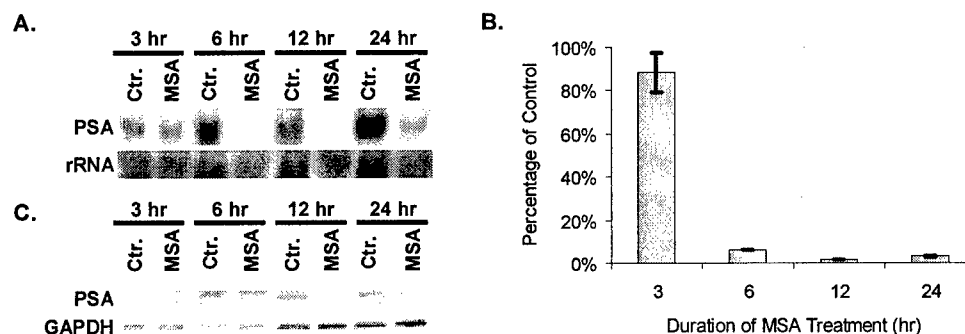 A.
3 hr 6 hr 12 hr 24 hr
Ctr. MSA Ctr. MSA Ctr. MSA Ctr. MSA
PSA
rRNA
C.
3 hr 6 hr 12 hr 24 hr
Ctr. MSA Ctr. MSA Ctr. MSA Ctr. MSA
PSA
GAPDH
B.
Percentage of Control
100%
80%
60%
40%
20%
0%
3 6 12 24
Duration of MSA Treatment (hr)